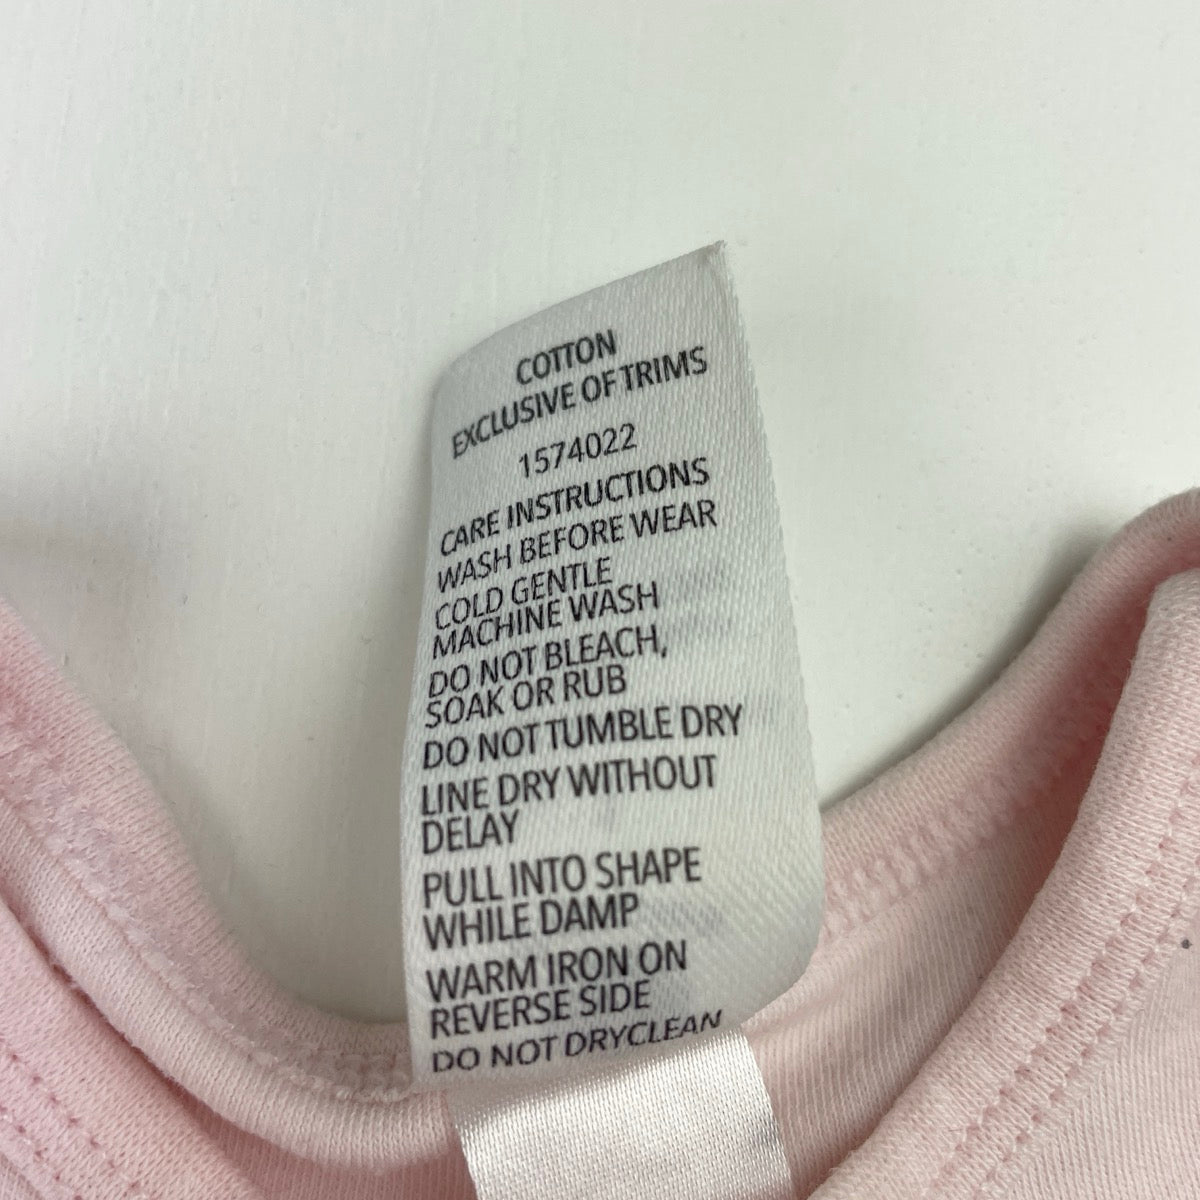 COTTON
EXCLUSIVE OF TRIMS
1574022
CARE INSTRUCTIONS
WASH BEFORE WEAR
COLD GENTLE
MACHINE WASH
DO NOT BLEACH,
SOAK OR RUB
DO NOT TUMBLE DRY
LINE DRY WITHOUT
DELAY
PULL INTO SHAPE
WHILE DAMP
WARM IRON ON
REVERSE SIDE
DO NOT DRYCLEAN